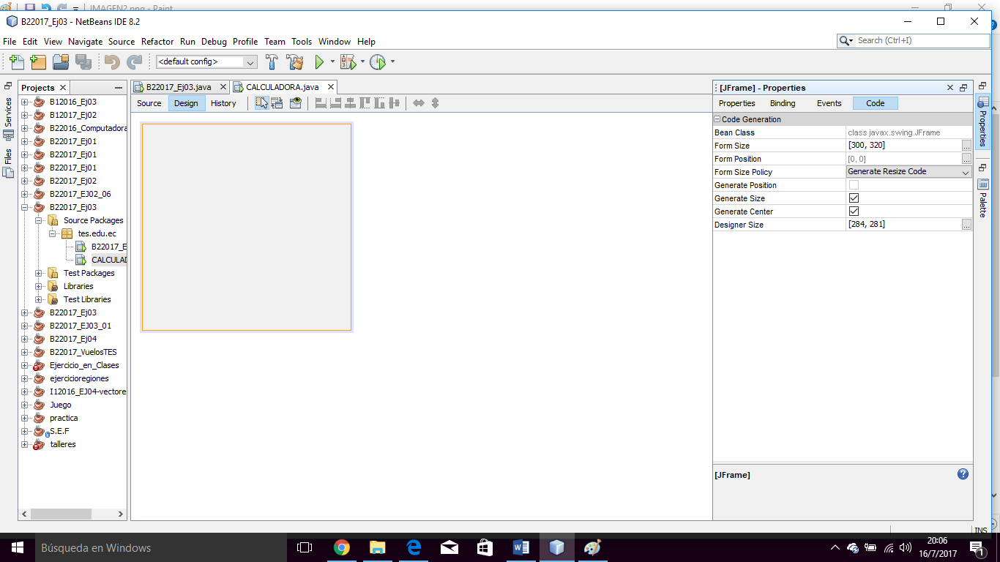 IMAGEN2.png - Paint
B22017_Ej03 - NetBeans IDE 8.2
File Edit View Navigate Source Refactor Run Debug Profile Team Tools Window Help
Search (Ctrl+I)
<default config>
Projects
B22017_Ej03.java CALCULADORA.java
[JFrame] - Properties
Source Design History
Properties Binding Events Code
Services
Files
B12016_Ej03
B12017_Ej02
B22016_Computadora
B22017_Ej01
B22017_Ej01
B22017_Ej01
B22017_Ej02
B22017_EJ02_06
B22017_Ej03
Source Packages
tes.edu.ec
B22017_E
CALCULAD
Test Packages
Libraries
Test Libraries
B22017_Ej03
B22017_EJ03_01
B22017_Ej04
B22017_VuelosTES
Ejercicio_en_Clases
ejercicioregiones
I12016_EJ04-vectore
Juego
practica
S.E.F
talleres
Code Generation
Bean Class class javax.swing.JFrame
Form Size [300, 320] ...
Form Position [0, 0] ...
Form Size Policy Generate Resize Code
Generate Position
Generate Size
Generate Center
Designer Size [284, 281] ...
[JFrame]
Properties
Palette
INS
Búsqueda en Windows
20:06
16/7/2017
1